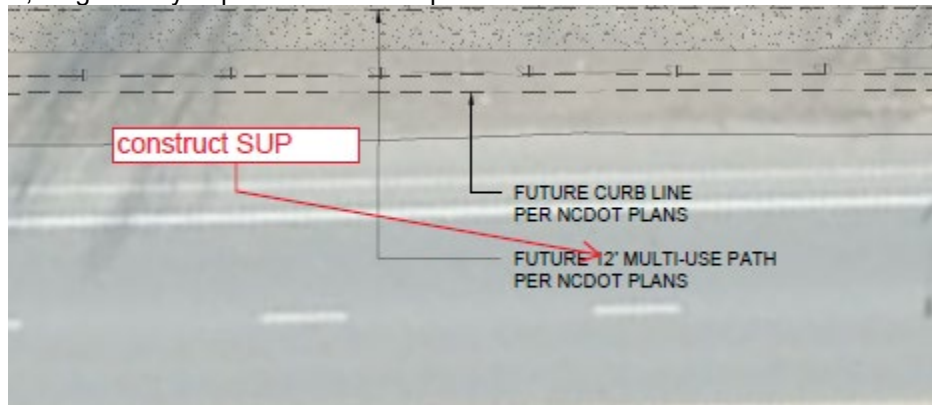 construct SUP
FUTURE CURB LINE
PER NCDOT PLANS
FUTURE 12' MULTI-USE PATH
PER NCDOT PLANS